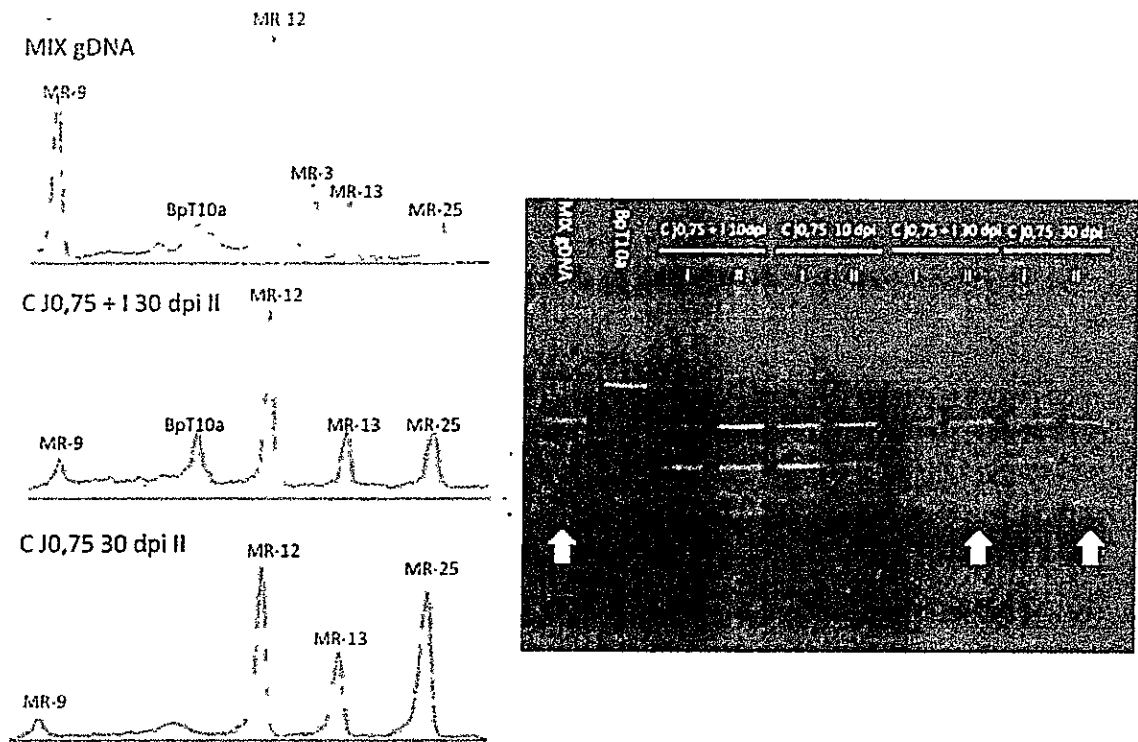 MR-12
MIX gDNA
MR-9
MR-3
MR-13
BpT10a
MR-25
MR-12
C J0,75 + I 30 dpi II
BpT10a
MR-13
MR-25
MR-9
C J0,75 30 dpi II
MR-12
MR-25
MR-13
MR-9
MIX gDNA
BpT10a
C J0,75 + I 10dpi
C J0,75 10 dpi
C J0,75 + I 30 dpi
C J0,75 30 dpi
I II I II I II I II